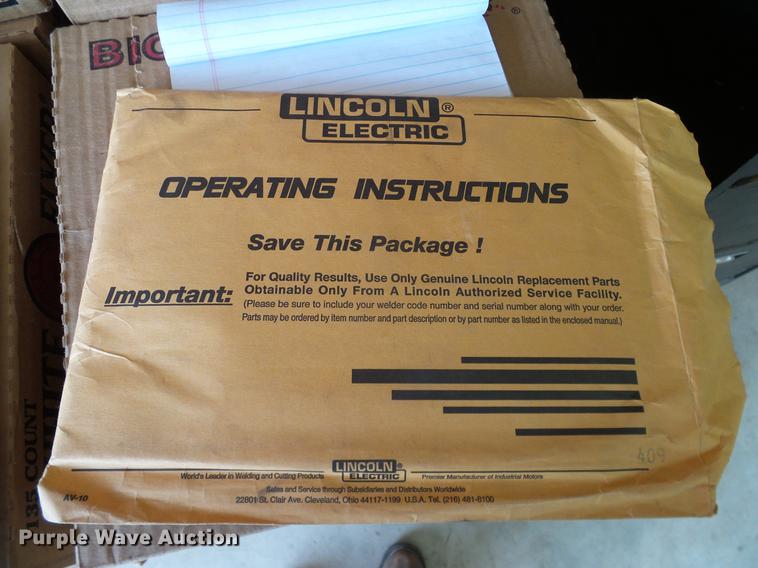 BIG
LINCOLN ®
ELECTRIC
OPERATING INSTRUCTIONS
Save This Package !
Important:
For Quality Results, Use Only Genuine Lincoln Replacement Parts
Obtainable Only From A Lincoln Authorized Service Facility.
(Please be sure to include your welder code number and serial number along with your order.
Parts may be ordered by item number and part description or by part number as listed in the enclosed manual.)
409
World's Leader in Welding and Cutting Products
LINCOLN ®
ELECTRIC
Premier Manufacturer of Industrial Motors
Sales and Service through Subsidiaries and Distributors Worldwide
AV-10
22801 St. Clair Ave. Cleveland, Ohio 44117-1199 U.S.A. Tel. (216) 481-8100
135 COUNT
WHITE
Purple Wave Auction